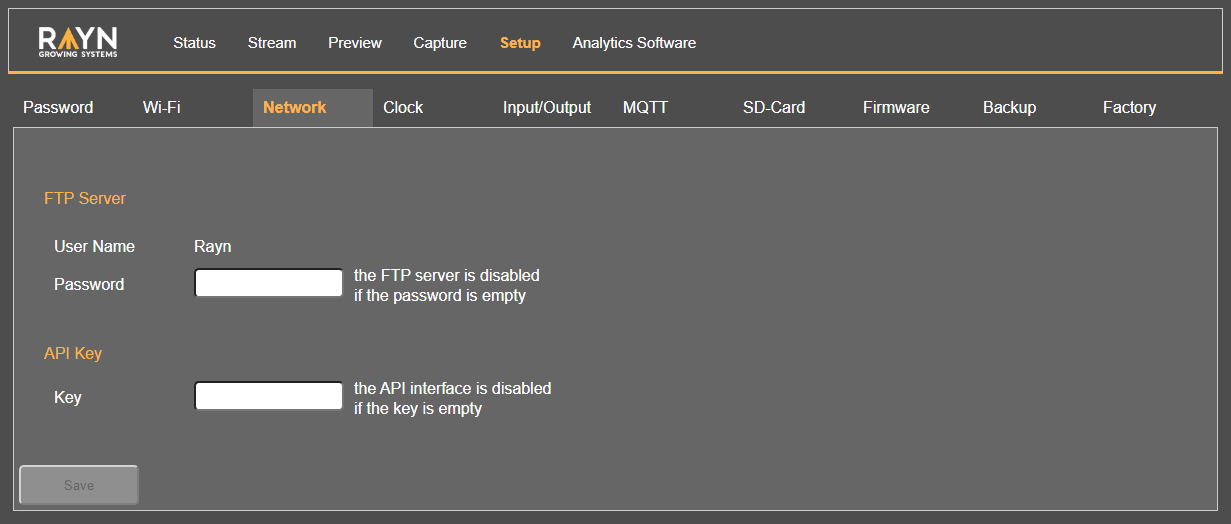 RAYN
GROWING SYSTEMS
Status Stream Preview Capture Setup Analytics Software
Password Wi-Fi Network Clock Input/Output MQTT SD-Card Firmware Backup Factory
FTP Server
User Name Rayn
Password
the FTP server is disabled
if the password is empty
API Key
Key
the API interface is disabled
if the key is empty
Save